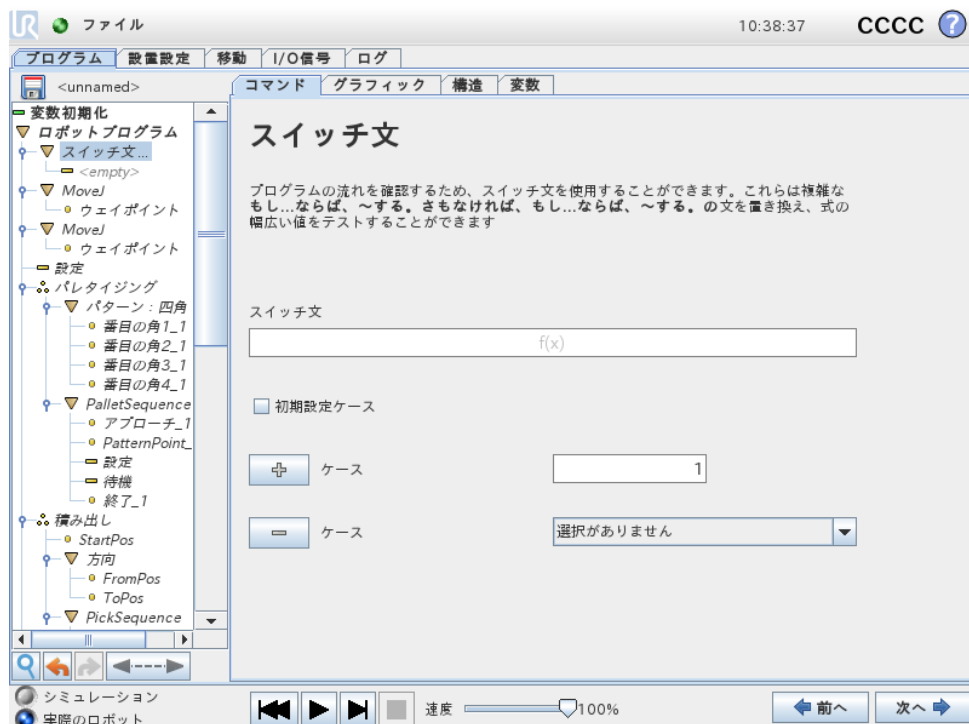 UR ファイル 10:38:37 CCCC ?
プログラム 設置設定 移動 I/O信号 ログ
<unnamed>
コマンド グラフィック 構造 変数
変数初期化
ロボットプログラム
スイッチ文...
<empty>
MoveJ
ウェイポイント
MoveJ
ウェイポイント
設定
パレタイジング
パターン : 四角
番目の角1_1
番目の角2_1
番目の角3_1
番目の角4_1
PalletSequence
アプローチ_1
PatternPoint_
設定
待機
終了_1
積み出し
StartPos
方向
FromPos
ToPos
PickSequence
スイッチ文
プログラムの流れを確認するため、スイッチ文を使用することができます。これらは複雑な
もし...ならば、～する。さもなければ、もし...ならば、～する。の文を置き換え、式の
幅広い値をテストすることができます
スイッチ文
f(x)
初期設定ケース
ケース 1
ケース 選択がありません
シミュレーション
実際のロボット
速度 100%
前へ 次へ